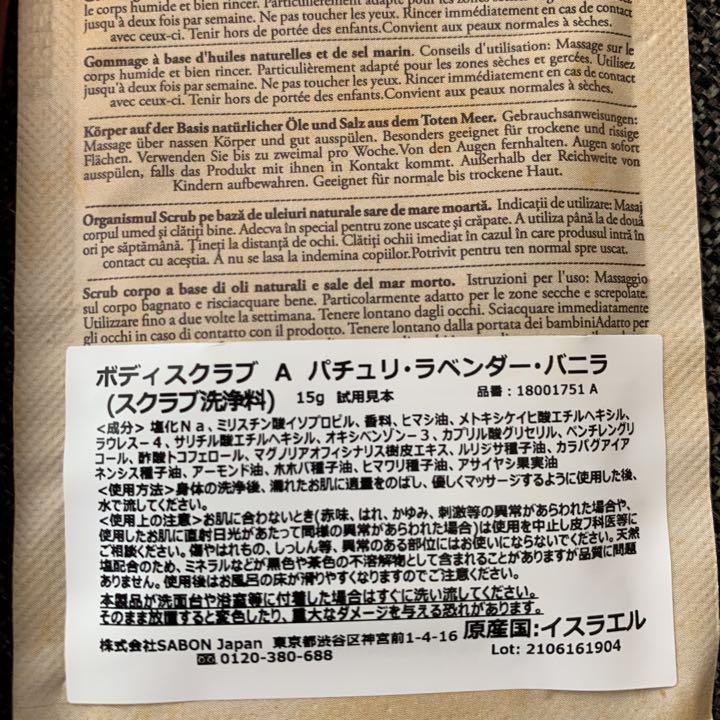 le corps humide et bien rincer. Particulièrement adapté pour les zones
jusqu'à deux fois par semaine. Ne pas toucher les yeux. Rincer immédiatement en cas de contact
avec ceux-ci. Tenir hors de portée des enfants.Convient aux peaux normales à sèches.
Gommage à base d'huiles naturelles et de sel marin. Conseils d'utilisation: Massage sur le
corps humide et bien rincer. Particulièrement adapté pour les zones sèches et gercées. Utilisez
jusqu'à deux fois par semaine. Ne pas toucher les yeux. Rincer immédiatement en cas de contact
avec ceux-ci. Tenir hors de portée des enfants.Convient aux peaux normales à sèches.
Körper auf der Basis natürlicher Öle und Salz aus dem Toten Meer. Gebrauchsanweisungen:
Massage über nassen Körper und gut ausspülen. Besonders geeignet für trockene und rissige
Flächen. Verwenden Sie bis zu zweimal pro Woche.Von den Augen fernhalten. Augen sofort
ausspülen, falls das Produkt mit ihnen in Kontakt kommt. Außerhalb der Reichweite von
Kindern aufbewahren. Geeignet für normale bis trockene Haut.
Organismul Scrub pe bază de uleiuri naturale sare de mare moartă. Indicații de utilizare: Masaj
corpul umed și clătiți bine. Adecva în special pentru zone uscate și crăpate. A utiliza până la de două
ori pe săptămână. Țineți la distanță de ochi. Clătiți ochii imediat în cazul în care produsul intră în
contact cu aceștia. A nu se lasa la indemina copiilor.Potrivit pentru ten normal spre uscat.
Scrub corpo a base di oli naturali e sale del mar morto. Istruzioni per l'uso: Massaggio
sul corpo bagnato e risciacquare bene. Particolarmente adatto per le zone secche e screpolate.
Utilizzare fino a due volte la settimana. Tenere lontano dagli occhi. Sciacquare immediatamente
gli occhi in caso di contatto con il prodotto. Tenere lontano dalla portata dei bambiniAdatto per
ボディスクラブ A パチュリ・ラベンダー・バニラ
(スクラブ洗浄料) 15g 試用見本 品番:18001751 A
<成分> 塩化Na、ミリスチン酸イソプロピル、香料、ヒマシ油、メトキシケイヒ酸エチルヘキシル、
ラウレス-4、サリチル酸エチルヘキシル、オキシベンゾン-3、カプリル酸グリセリル、ペンチレングリ
コール、酢酸トコフェロール、マグノリアオフィシナリス樹皮エキス、ルリジサ種子油、カラパグアイア
ネンシス種子油、アーモンド油、ホホバ種子油、ヒマワリ種子油、アサイヤシ果実油
<使用方法>身体の洗浄後、濡れたお肌に適量をのばし、優しくマッサージするように使用した後、
水で流してください。
<使用上の注意>お肌に合わないとき(赤味、はれ、かゆみ、刺激等の異常があらわれた場合や、
使用したお肌に直射日光があたって同様の異常があらわれた場合)は使用を中止し皮フ科医等に
ご相談ください。傷やはれもの、しっしん等、異常のある部位にはお使いにならないでください。天然
塩配合のため、ミネラルなどが黒色や茶色の不溶解物として含まれることがありますが品質に問題
ありません。使用後はお風呂の床が滑りやすくなりますのでご注意ください。
本製品が洗面台や浴室等に付着した場合はすぐに洗い流してください。
そのまま放置すると変色したり、重大なダメージを与える恐れがあります。
株式会社SABON Japan 東京都渋谷区神宮前1-4-16 原産国:イスラエル
0120-380-688 Lot: 2106161904